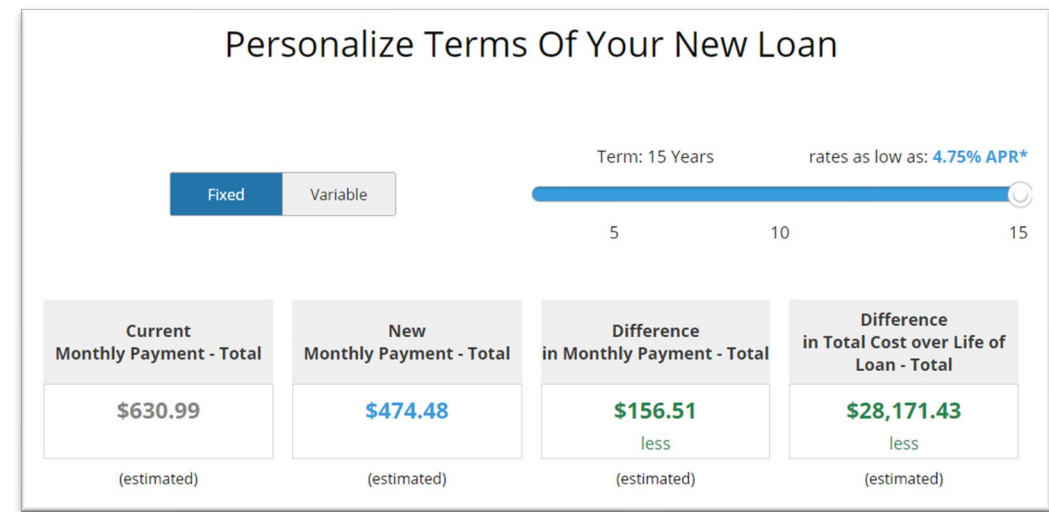 Personalize Terms Of Your New Loan
Term: 15 Years
rates as low as: 4.75% APR*
Fixed
Variable
5
10
15
Current
Monthly Payment - Total
New
Monthly Payment - Total
Difference
in Monthly Payment - Total
Difference
in Total Cost over Life of
Loan - Total
$630.99
$474.48
$156.51
less
$28,171.43
less
(estimated)
(estimated)
(estimated)
(estimated)